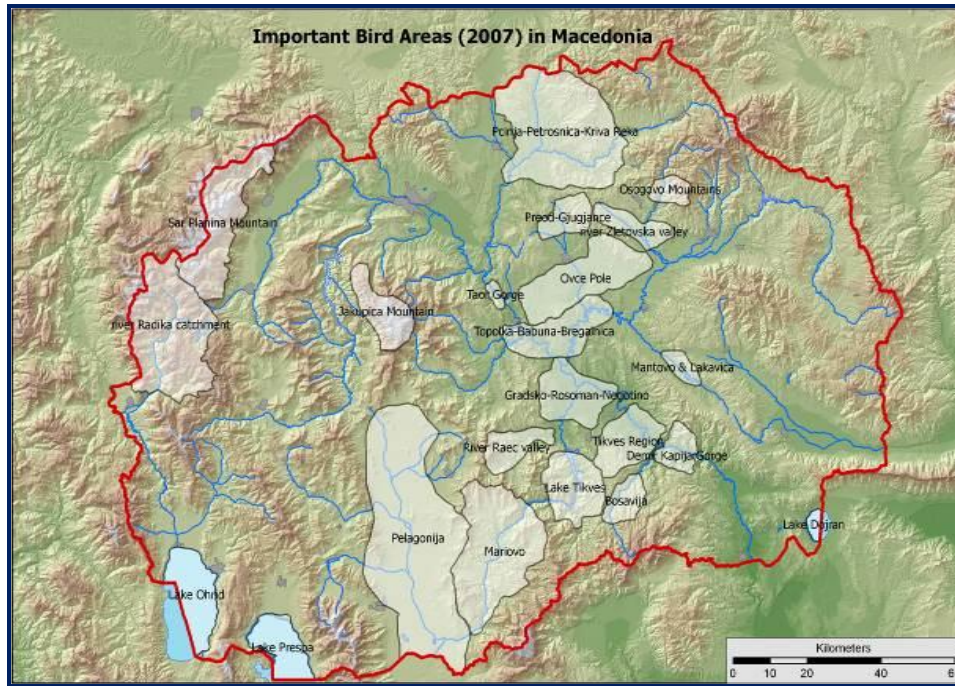 Important Bird Areas (2007) in Macedonia
Pcinja-Petrosnica-Kriva Reka
Osogovo Mountains
Preod-Gjugjance
river Zletovska valley
Sar Planina Mountain
Ovce Pole
Taor Gorge
Jakupica Mountain
river Radika catchment
Topolka-Babuna-Bregalnica
Mantovo & Lakavica
Gradsko-Rosoman-Negotino
River Raec valley
Tikves Region
Demir Kapija Gorge
Lake Tikves
Bosavija
Lake Dojran
Pelagonija
Mariovo
Lake Ohrid
Lake Prespa
Kilometers
0 10 20 40